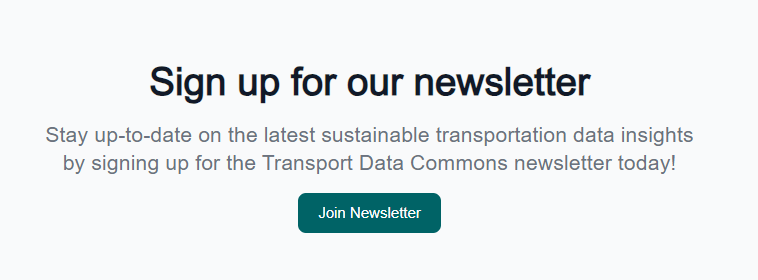 Sign up for our newsletter
Stay up-to-date on the latest sustainable transportation data insights
by signing up for the Transport Data Commons newsletter today!
Join Newsletter